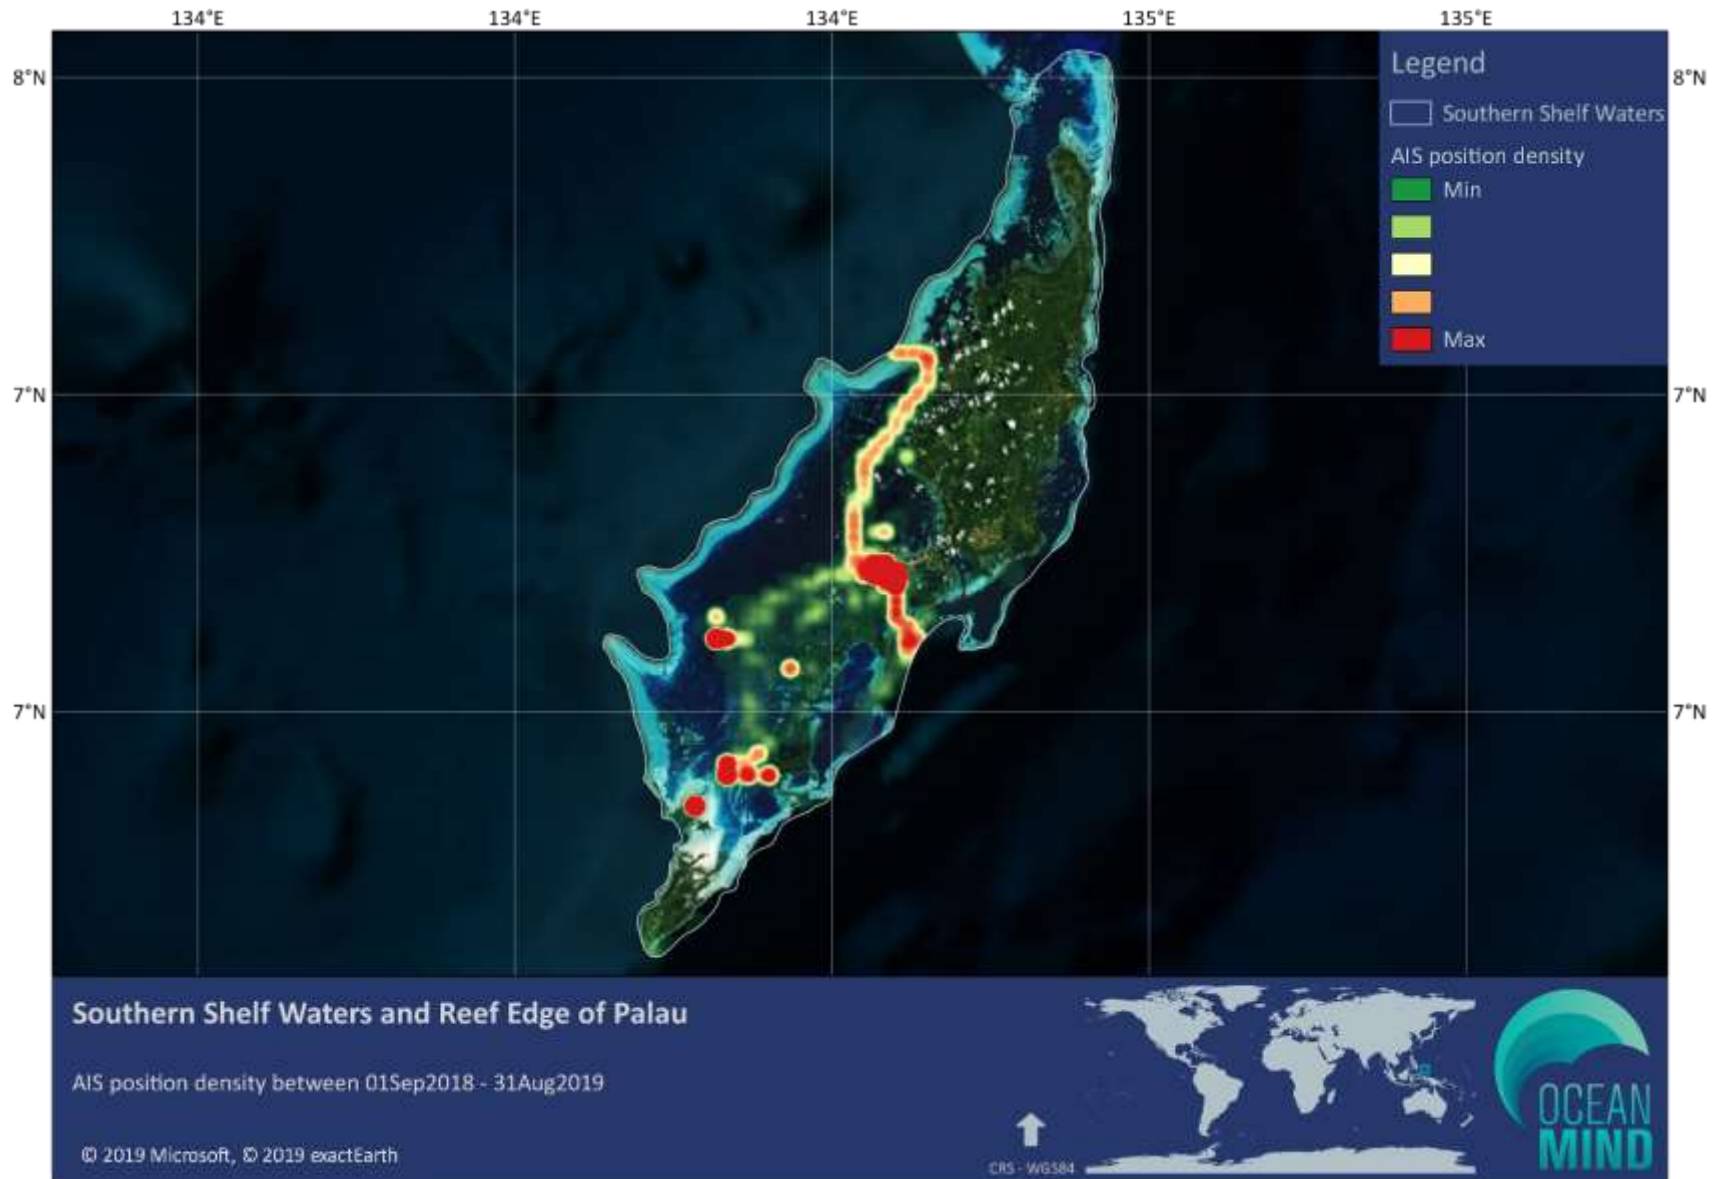 134°E 134°E 134°E 135°E 135°E
8°N 8°N
Legend
Southern Shelf Waters
AIS position density
Min
Max
7°N 7°N
7°N 7°N
Southern Shelf Waters and Reef Edge of Palau
AIS position density between 01Sep2018 - 31Aug2019
© 2019 Microsoft, © 2019 exactEarth
CRS - WGS84
OCEAN
MIND